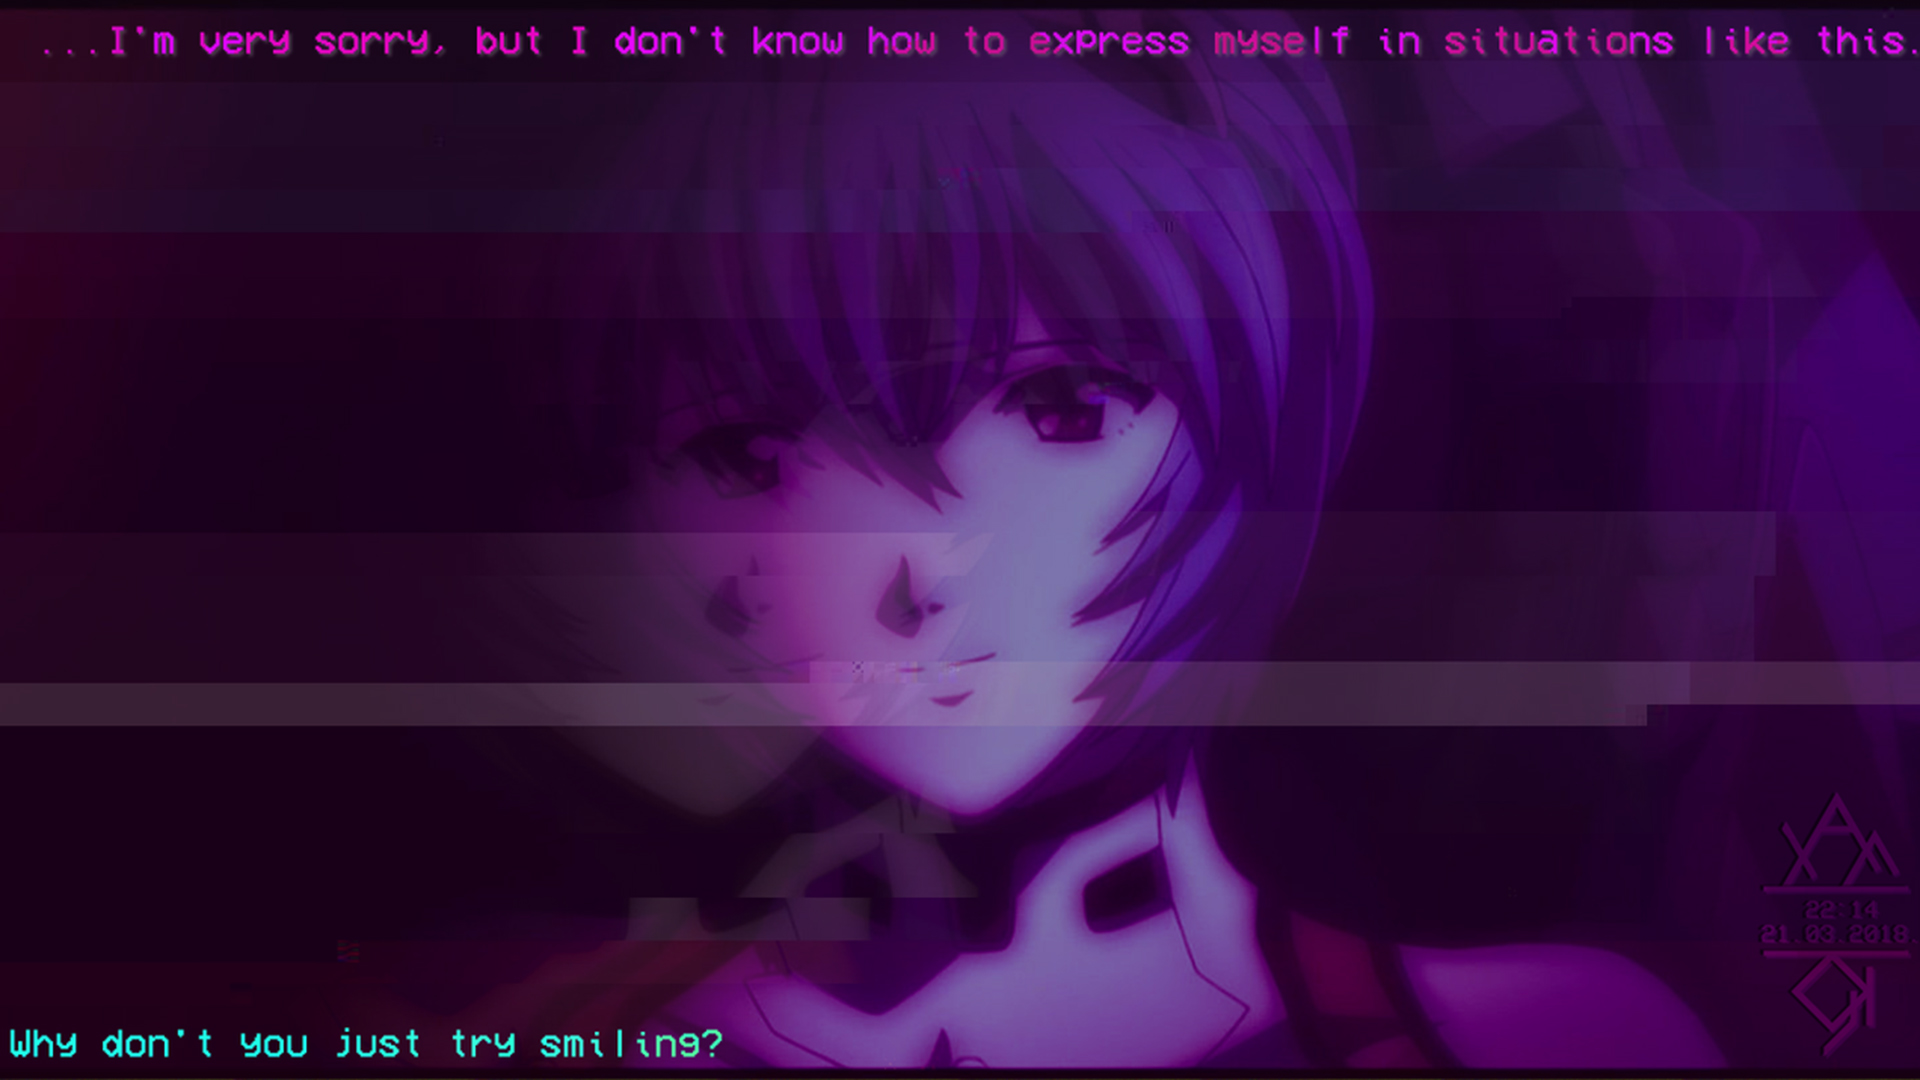 ...I'm very sorry, but I don't know how to express myself in situations like this.
22:14
21.03.2018.
Why don't you just try smiling?